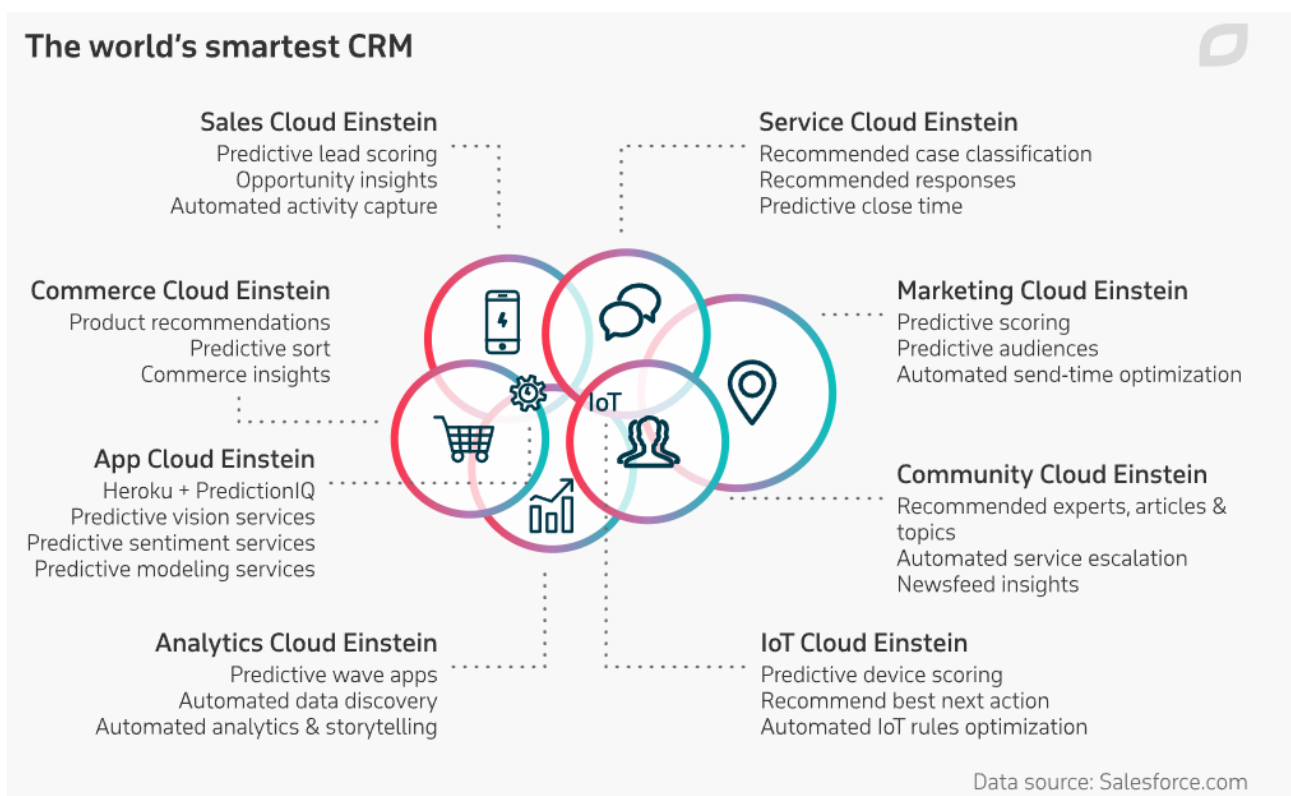 The world's smartest CRM
Sales Cloud Einstein
Predictive lead scoring
Opportunity insights
Automated activity capture
Service Cloud Einstein
Recommended case classification
Recommended responses
Predictive close time
Commerce Cloud Einstein
Product recommendations
Predictive sort
Commerce insights
Marketing Cloud Einstein
Predictive scoring
Predictive audiences
Automated send-time optimization
IoT
App Cloud Einstein
Heroku + PredictionIQ
Predictive vision services
Predictive sentiment services
Predictive modeling services
Community Cloud Einstein
Recommended experts, articles &
topics
Automated service escalation
Newsfeed insights
Analytics Cloud Einstein
Predictive wave apps
Automated data discovery
Automated analytics & storytelling
IoT Cloud Einstein
Predictive device scoring
Recommend best next action
Automated IoT rules optimization
Data source: Salesforce.com